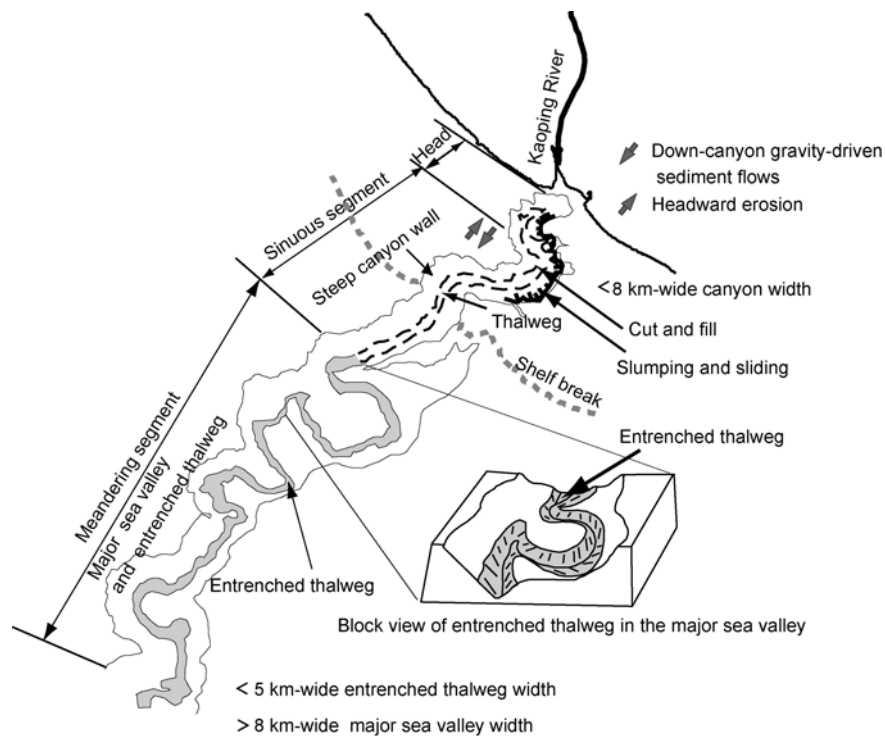 Kaoping River
Head
Down-canyon gravity-driven
sediment flows
Headward erosion
Sinuous segment
Steep canyon wall
< 8 km-wide canyon width
Thalweg
Cut and fill
Slumping and sliding
Shelf break
Meandering segment
Major sea valley
and entrenched thalweg
Entrenched thalweg
Entrenched thalweg
Block view of entrenched thalweg in the major sea valley
< 5 km-wide entrenched thalweg width
> 8 km-wide major sea valley width